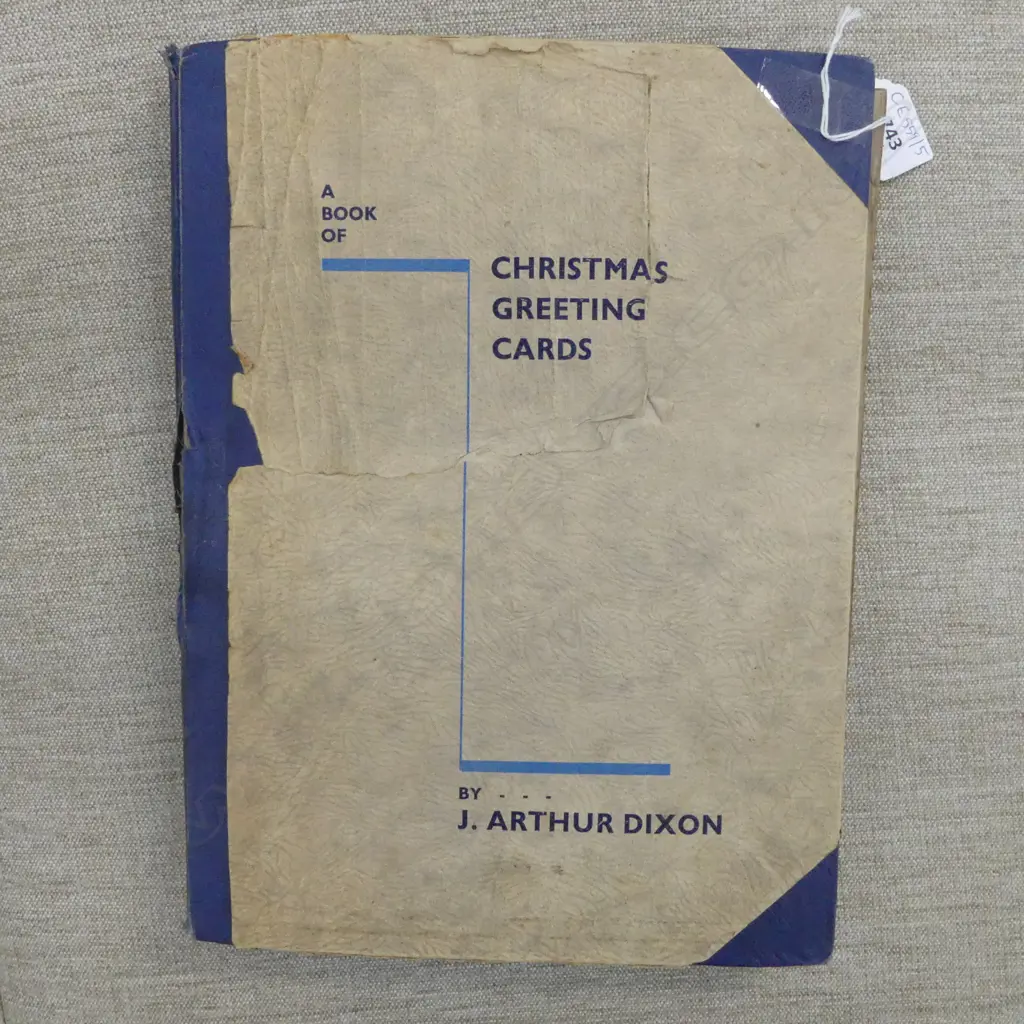 A
BOOK
OF
CHRISTMAS
GREETING
CARDS
BY - - -
J. ARTHUR DIXON
743